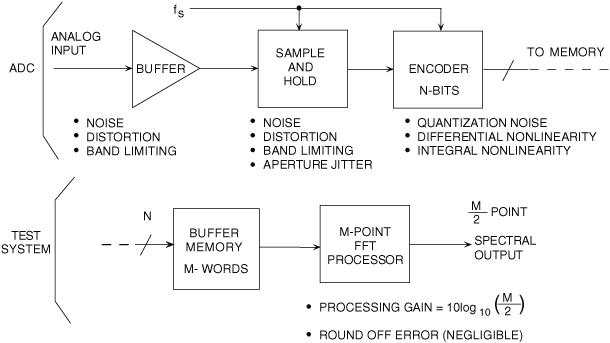 fS
ANALOG
INPUT
ADC
BUFFER
SAMPLE
AND
HOLD
ENCODER
N-BITS
TO MEMORY
• NOISE
• DISTORTION
• BAND LIMITING
• NOISE
• DISTORTION
• BAND LIMITING
• APERTURE JITTER
• QUANTIZATION NOISE
• DIFFERENTIAL NONLINEARITY
• INTEGRAL NONLINEARITY
TEST
SYSTEM
N
BUFFER
MEMORY
M- WORDS
M-POINT
FFT
PROCESSOR
M/2 POINT
SPECTRAL
OUTPUT
• PROCESSING GAIN = 10log10 (M/2)
• ROUND OFF ERROR (NEGLIGIBLE)